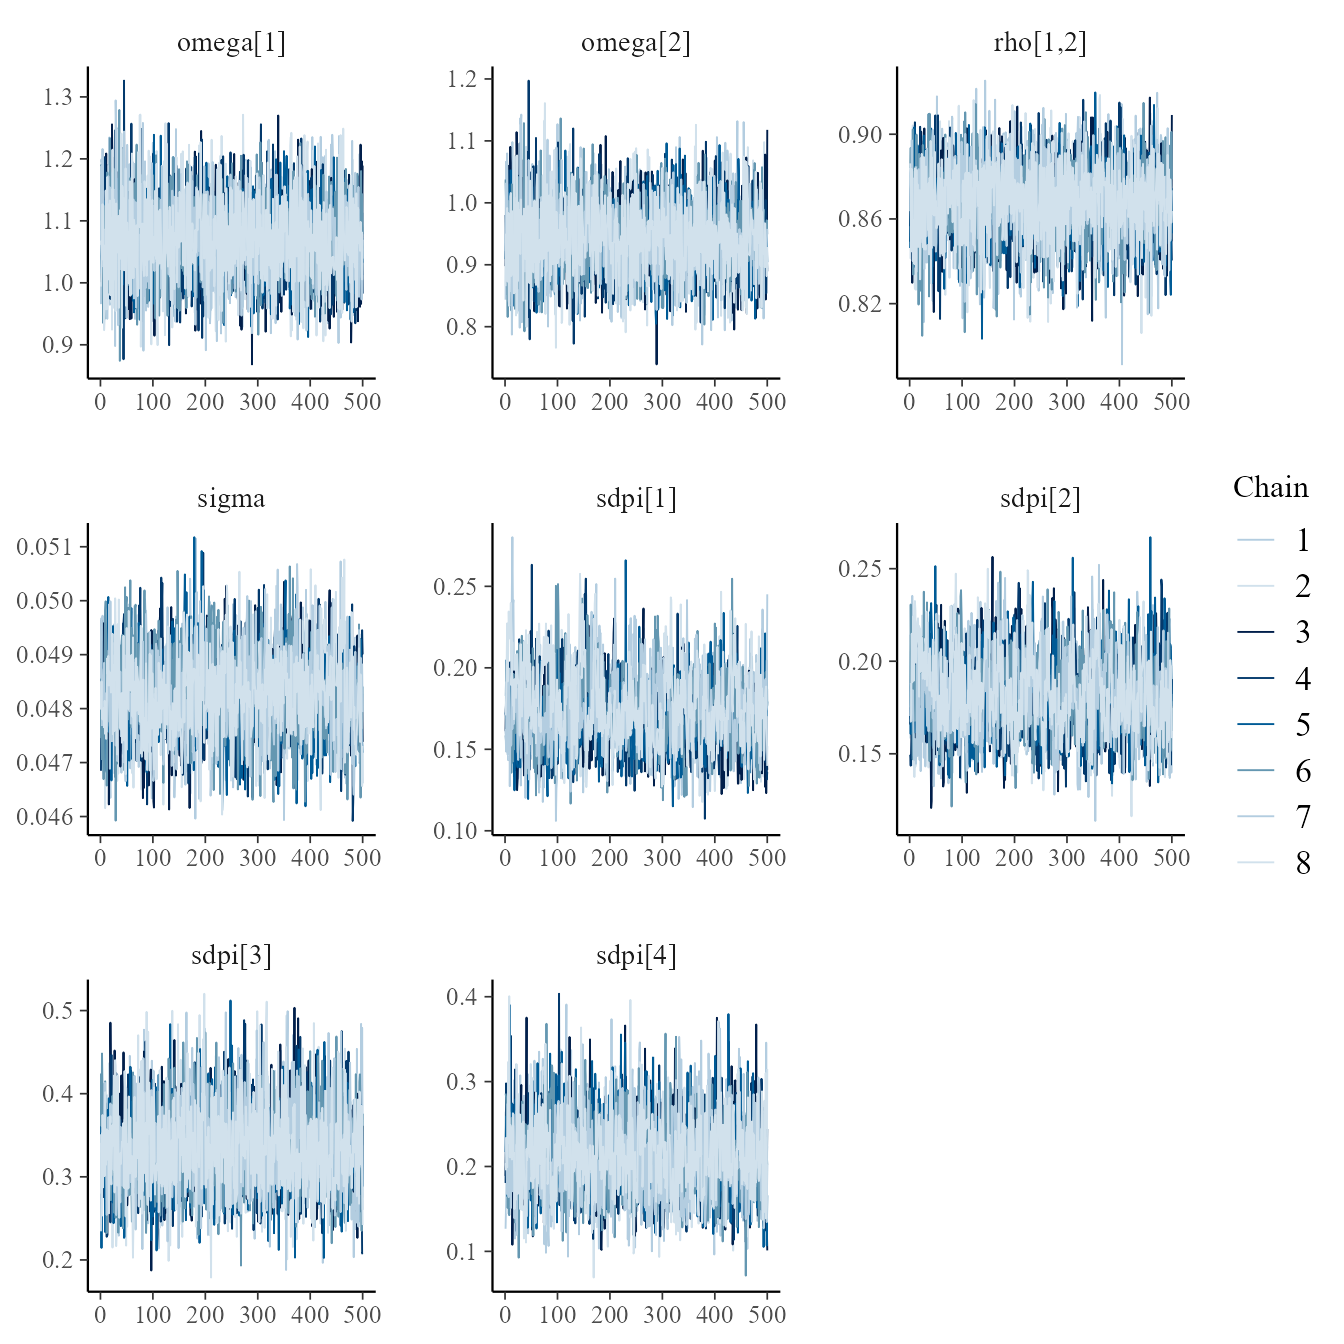 omega[1]
1.3
1.2
1.1
1.0
0.9
0 100 200 300 400 500
omega[2]
1.2
1.1
1.0
0.9
0.8
0 100 200 300 400 500
rho[1,2]
0.90
0.86
0.82
0 100 200 300 400 500
sigma
0.051
0.050
0.049
0.048
0.047
0.046
0 100 200 300 400 500
sdpi[1]
0.25
0.20
0.15
0.10
0 100 200 300 400 500
sdpi[2]
0.25
0.20
0.15
0 100 200 300 400 500
Chain
1
2
3
4
5
6
7
8
sdpi[3]
0.5
0.4
0.3
0.2
0 100 200 300 400 500
sdpi[4]
0.4
0.3
0.2
0.1
0 100 200 300 400 500